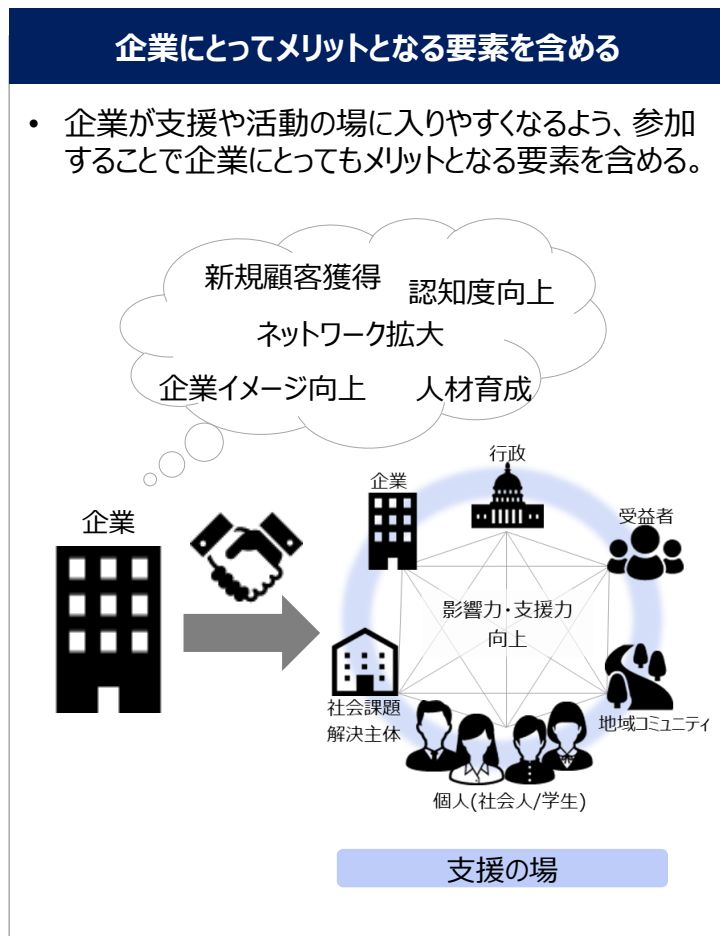 企業にとってメリットとなる要素を含める
• 企業が支援や活動の場に入りやすくなるよう、参加
することで企業にとってもメリットとなる要素を含める。
新規顧客獲得
認知度向上
ネットワーク拡大
企業イメージ向上
人材育成
企業
行政
企業
受益者
影響力・支援力
向上
社会課題
解決主体
地域コミュニティ
個人(社会人/学生)
支援の場